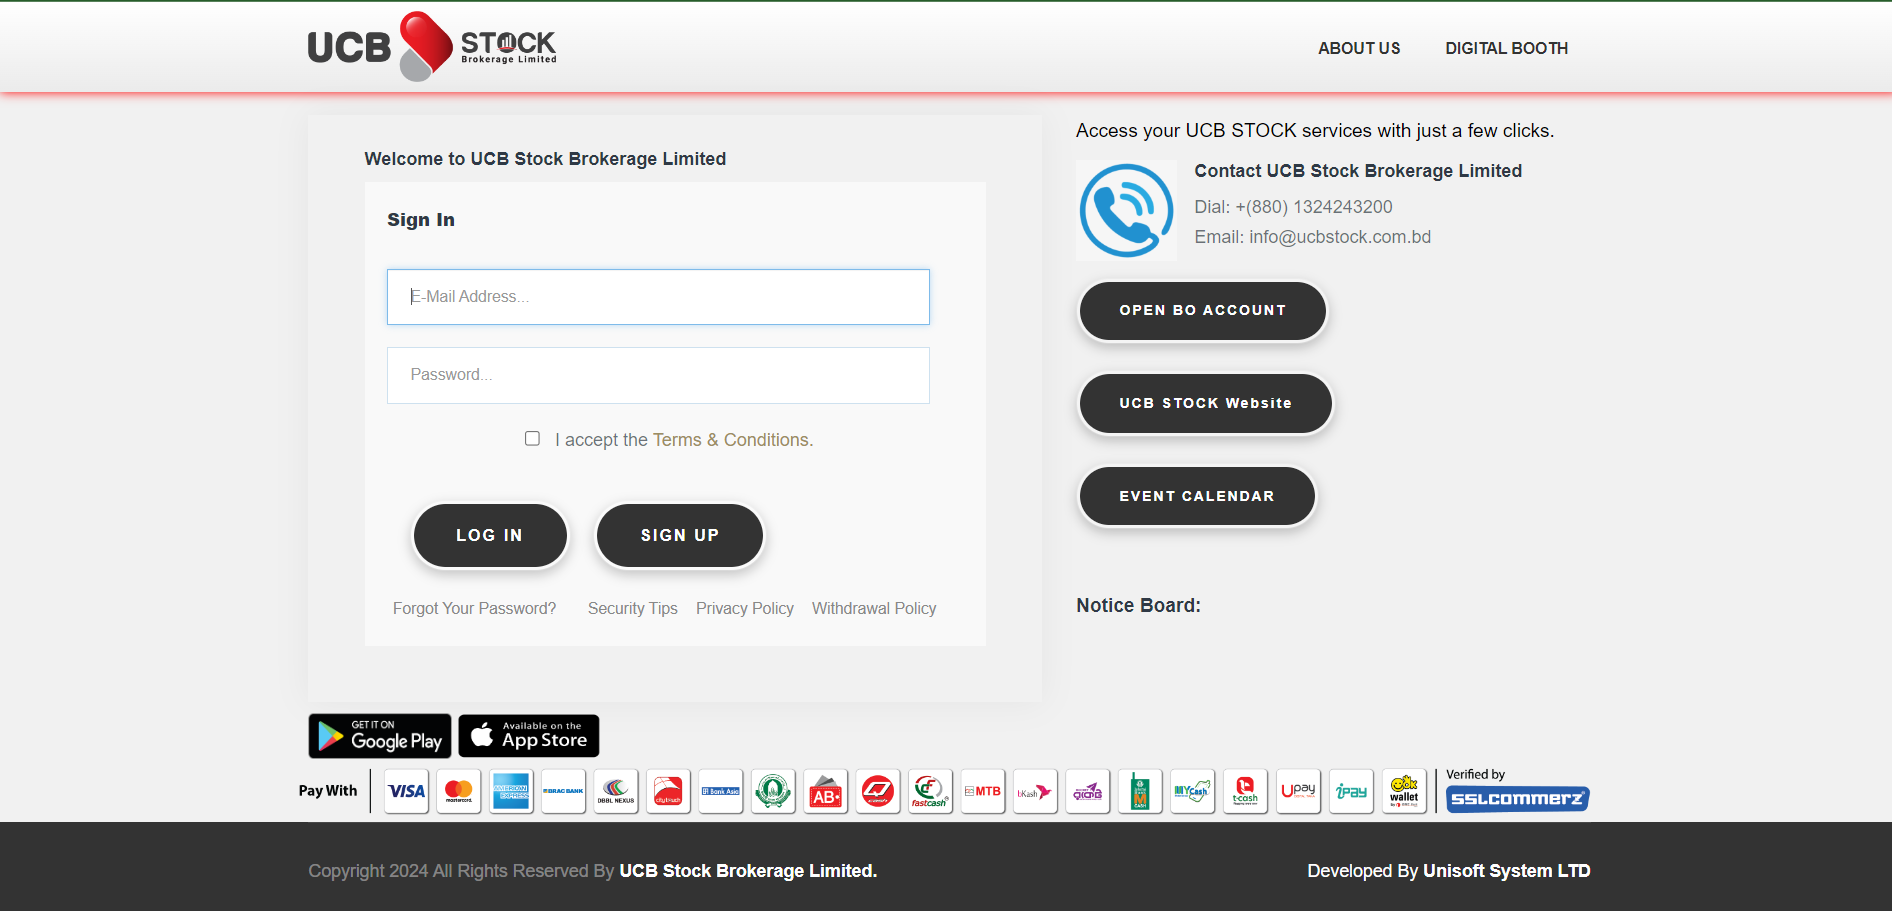 UCB STOCK
Brokerage Limited
ABOUT US
DIGITAL BOOTH
Welcome to UCB Stock Brokerage Limited
Sign In
E-Mail Address...
Password...
I accept the Terms & Conditions.
LOG IN
SIGN UP
Forgot Your Password?
Security Tips
Privacy Policy
Withdrawal Policy
Access your UCB STOCK services with just a few clicks.
Contact UCB Stock Brokerage Limited
Dial: +(880) 1324243200
Email: info@ucbstock.com.bd
OPEN BO ACCOUNT
UCB STOCK Website
EVENT CALENDAR
Notice Board:
GET IT ON
Google Play
Available on the
App Store
Pay With
VISA
mastercard
AMERICAN EXPRESS
BRAC BANK
DBBL NEXUS
citytouch
Bank Asia
AB
fastcash
MTB
bKash
MYCash
t-cash
Upay
ipay
ok wallet
Verified by
SSLCOMMERZ
Copyright 2024 All Rights Reserved By UCB Stock Brokerage Limited.
Developed By Unisoft System LTD